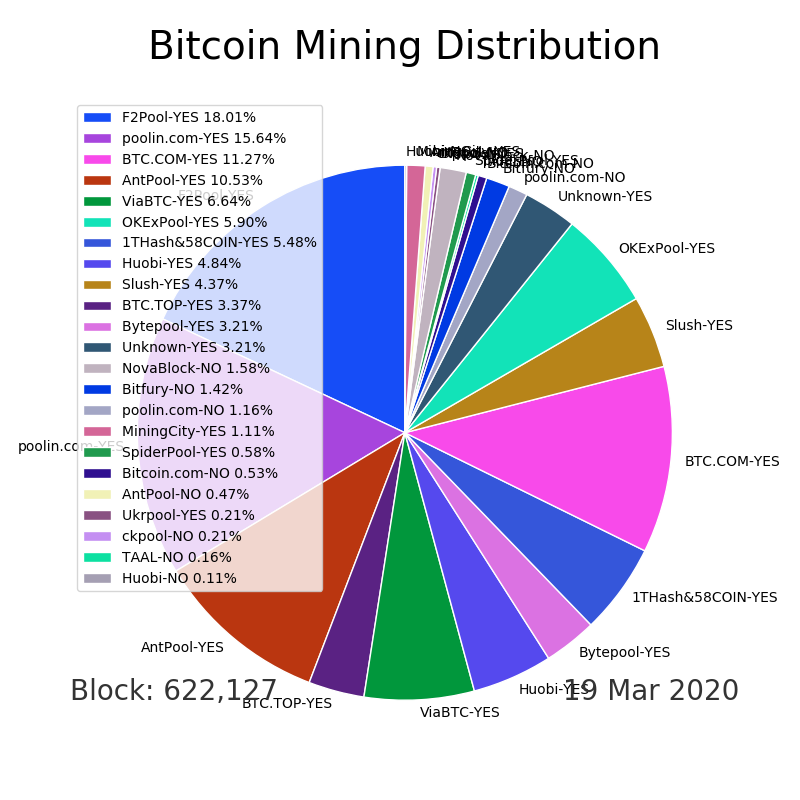 Bitcoin Mining Distribution
F2Pool-YES 18.01%
poolin.com-YES 15.64%
BTC.COM-YES 11.27%
AntPool-YES 10.53%
ViaBTC-YES 6.64%
OKExPool-YES 5.90%
1THash&58COIN-YES 5.48%
Huobi-YES 4.84%
Slush-YES 4.37%
BTC.TOP-YES 3.37%
Bytepool-YES 3.21%
Unknown-YES 3.21%
NovaBlock-NO 1.58%
Bitfury-NO 1.42%
poolin.com-NO 1.16%
MiningCity-YES 1.11%
SpiderPool-YES 0.58%
Bitcoin.com-NO 0.53%
AntPool-NO 0.47%
Ukrpool-YES 0.21%
ckpool-NO 0.21%
TAAL-NO 0.16%
Huobi-NO 0.11%
F2Pool-YES
poolin.com-YES
AntPool-YES
BTC.TOP-YES
ViaBTC-YES
Huobi-YES
Bytepool-YES
1THash&58COIN-YES
BTC.COM-YES
Slush-YES
OKExPool-YES
Unknown-YES
poolin.com-NO
Bitfury-NO
Block: 622,127
19 Mar 2020